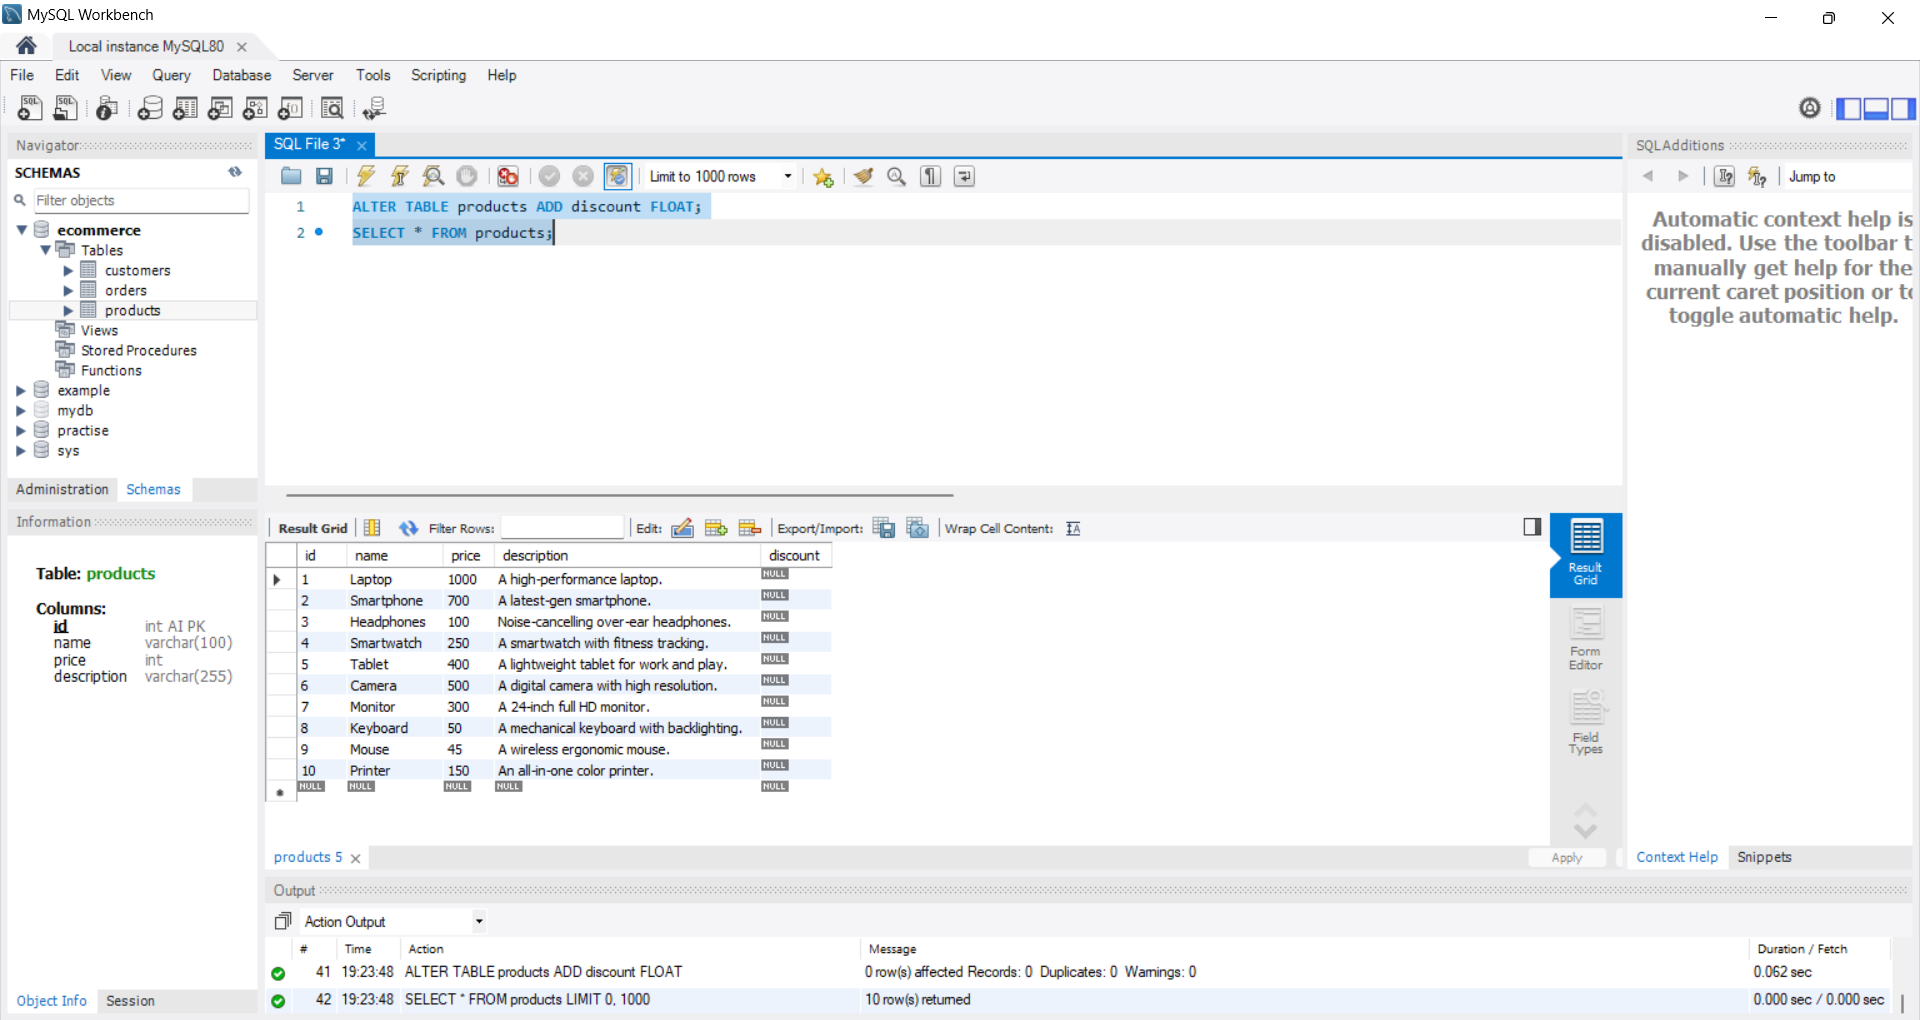 MySQL Workbench
Local instance MySQL80
File Edit View Query Database Server Tools Scripting Help
Navigator
SCHEMAS
Filter objects
ecommerce
Tables
customers
orders
products
Views
Stored Procedures
Functions
example
mydb
practise
sys
Administration Schemas
Information
Table: products
Columns:
id int AI PK
name varchar(100)
price int
description varchar(255)
Object Info Session
SQL File 3*
Limit to 1000 rows
1 ALTER TABLE products ADD discount FLOAT;
2 SELECT * FROM products;
Result Grid Filter Rows: Edit: Export/Import: Wrap Cell Content:
id name price description discount
1 Laptop 1000 A high-performance laptop. NULL
2 Smartphone 700 A latest-gen smartphone. NULL
3 Headphones 100 Noise-cancelling over-ear headphones. NULL
4 Smartwatch 250 A smartwatch with fitness tracking. NULL
5 Tablet 400 A lightweight tablet for work and play. NULL
6 Camera 500 A digital camera with high resolution. NULL
7 Monitor 300 A 24-inch full HD monitor. NULL
8 Keyboard 50 A mechanical keyboard with backlighting. NULL
9 Mouse 45 A wireless ergonomic mouse. NULL
10 Printer 150 An all-in-one color printer. NULL
NULL NULL NULL NULL NULL
Result
Grid
Form
Editor
Field
Types
products 5
Apply
SQLAdditions
Jump to
Automatic context help is
disabled. Use the toolbar t
manually get help for the
current caret position or to
toggle automatic help.
Context Help Snippets
Output
Action Output
# Time Action Message Duration / Fetch
41 19:23:48 ALTER TABLE products ADD discount FLOAT 0 row(s) affected Records: 0 Duplicates: 0 Warnings: 0 0.062 sec
42 19:23:48 SELECT * FROM products LIMIT 0, 1000 10 row(s) returned 0.000 sec / 0.000 sec